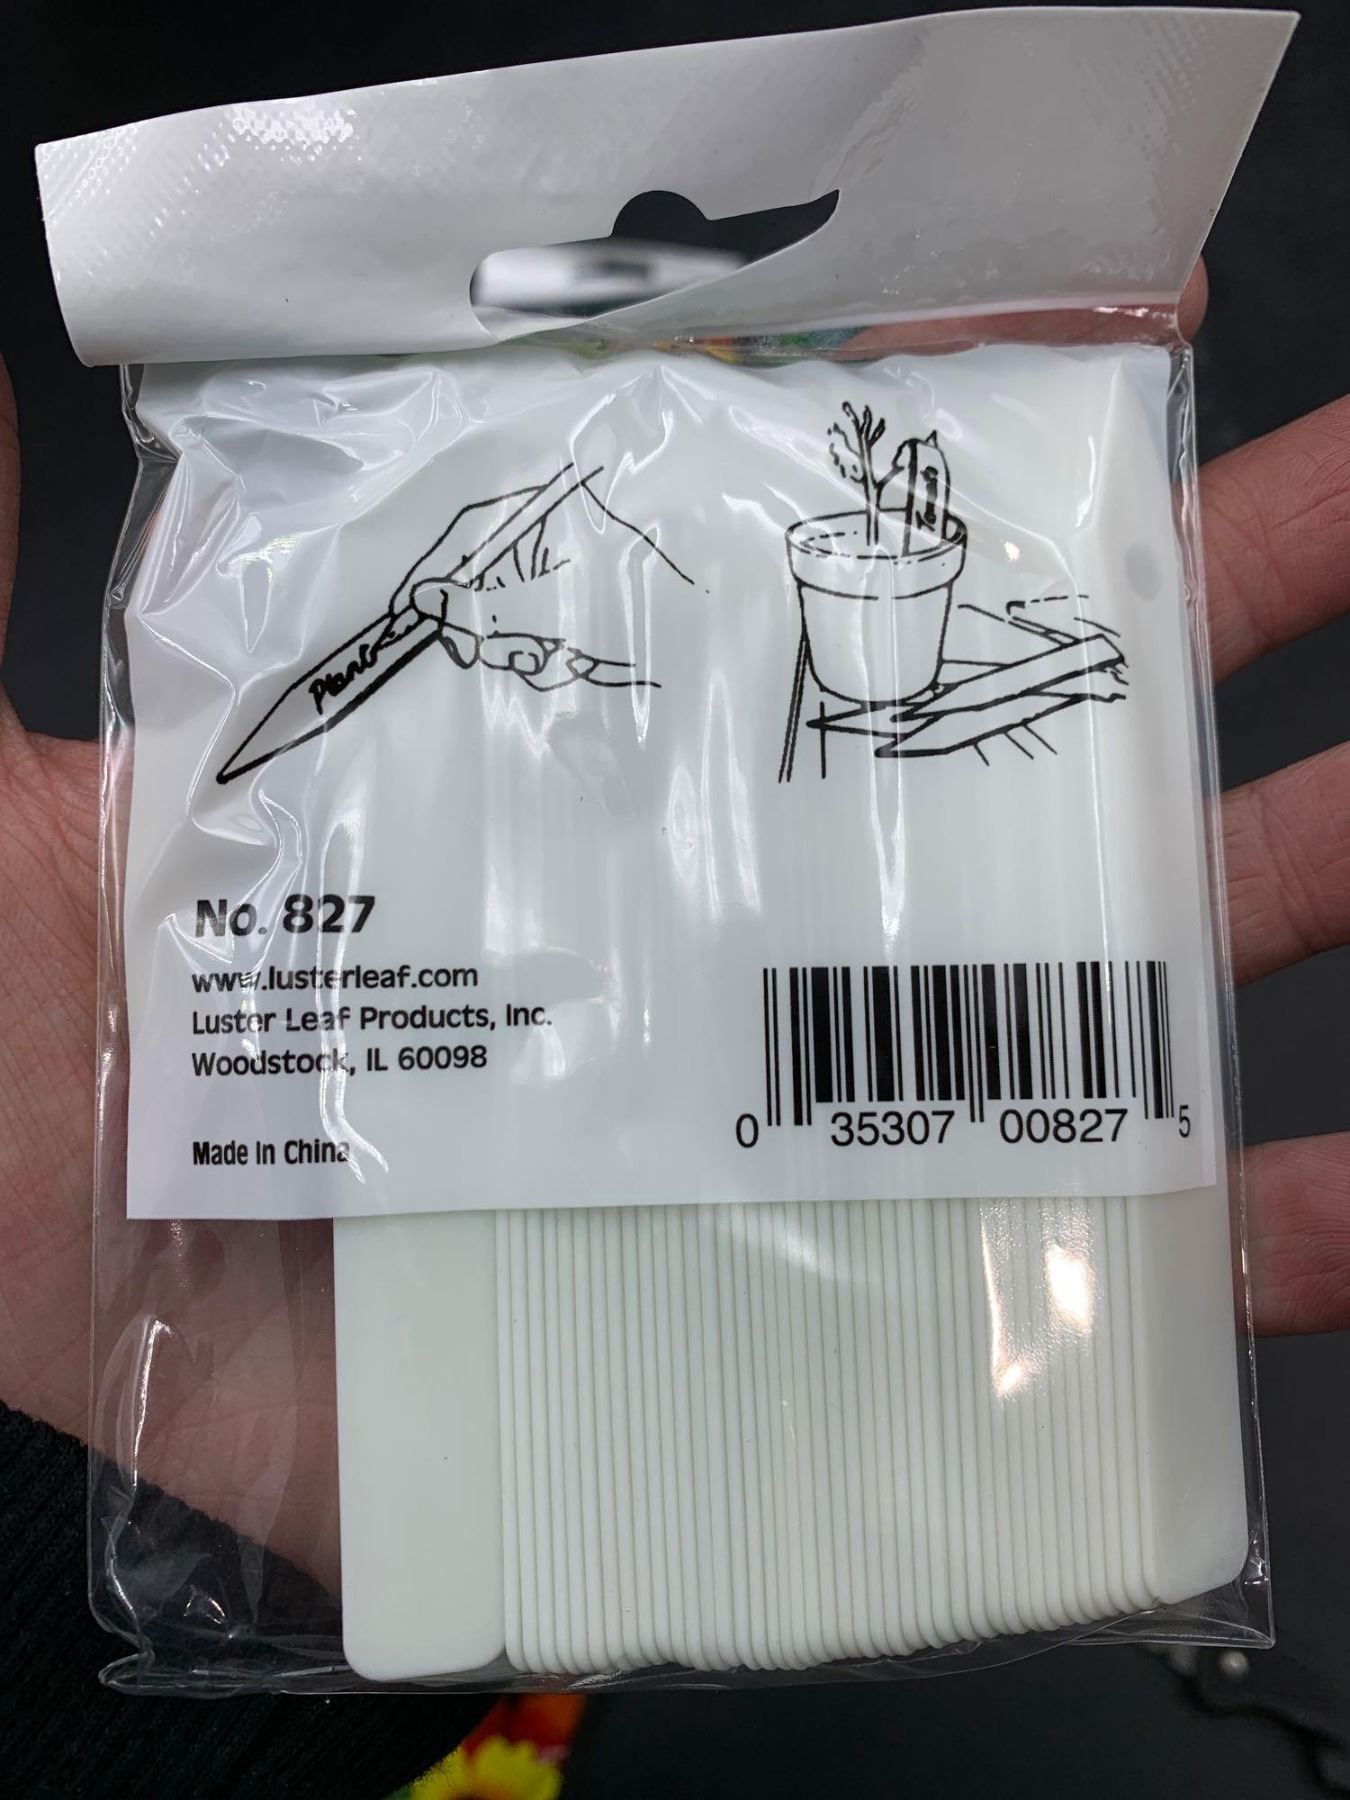 Plant
Tomato
No. 827
www.lusterleaf.com
Luster Leaf Products, Inc.
Woodstock, IL 60098
Made In China
0 35307 00827 5